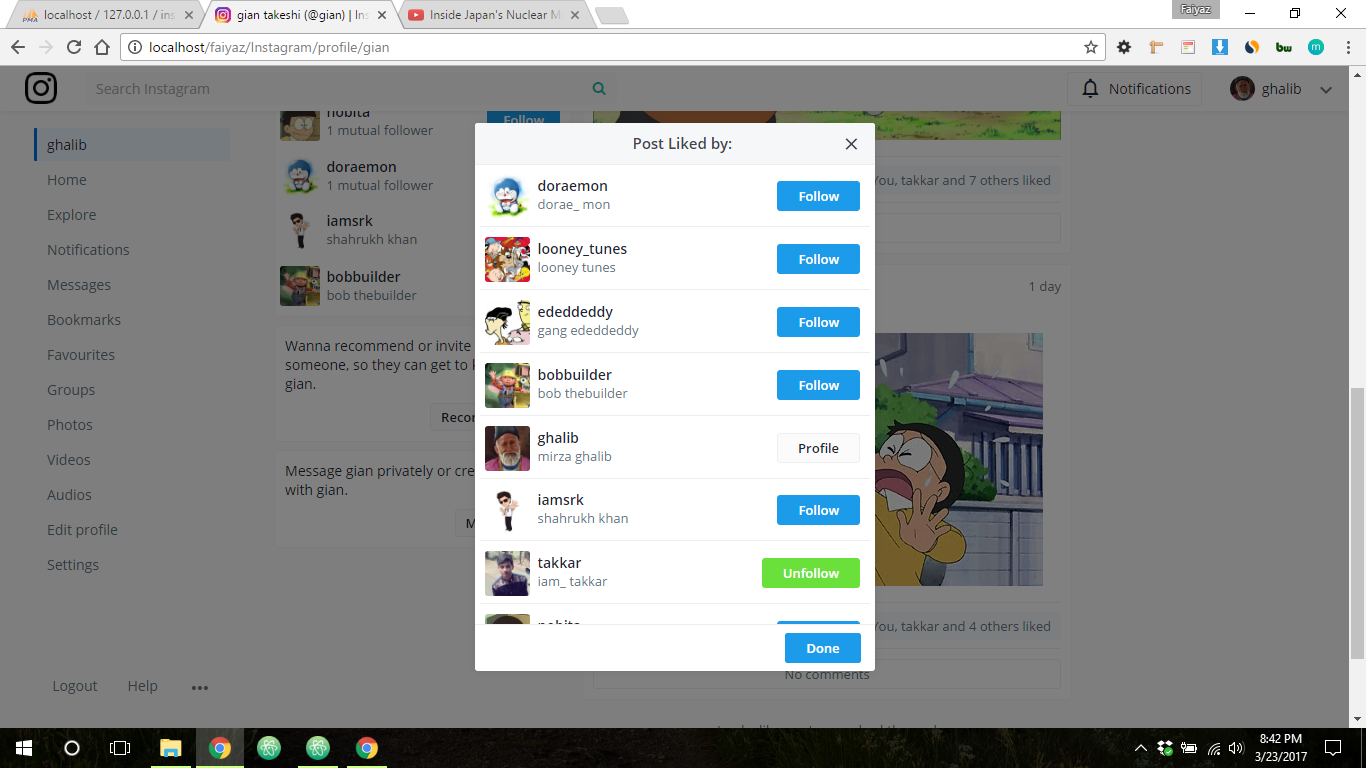 Faiyaz
localhost / 127.0.0.1 / ins
gian takeshi (@gian) | Ins
Inside Japan's Nuclear M
localhost/faiyaz/Instagram/profile/gian
Search Instagram
Notifications
ghalib
ghalib
Home
Explore
Notifications
Messages
Bookmarks
Favourites
Groups
Photos
Videos
Audios
Edit profile
Settings
Logout
Help
nobita
1 mutual follower
Follow
doraemon
1 mutual follower
iamsrk
shahrukh khan
bobbuilder
bob thebuilder
Wanna recommend or invite
someone, so they can get to
gian.
Message gian privately or cre
with gian.
Post Liked by:
doraemon
dorae_ mon
Follow
looney_tunes
looney tunes
Follow
ededdeddy
gang ededdeddy
Follow
bobbuilder
bob thebuilder
Follow
ghalib
mirza ghalib
Profile
iamsrk
shahrukh khan
Follow
takkar
iam_ takkar
Unfollow
nobita
Done
You, takkar and 7 others liked
1 day
You, takkar and 4 others liked
No comments
8:42 PM
3/23/2017